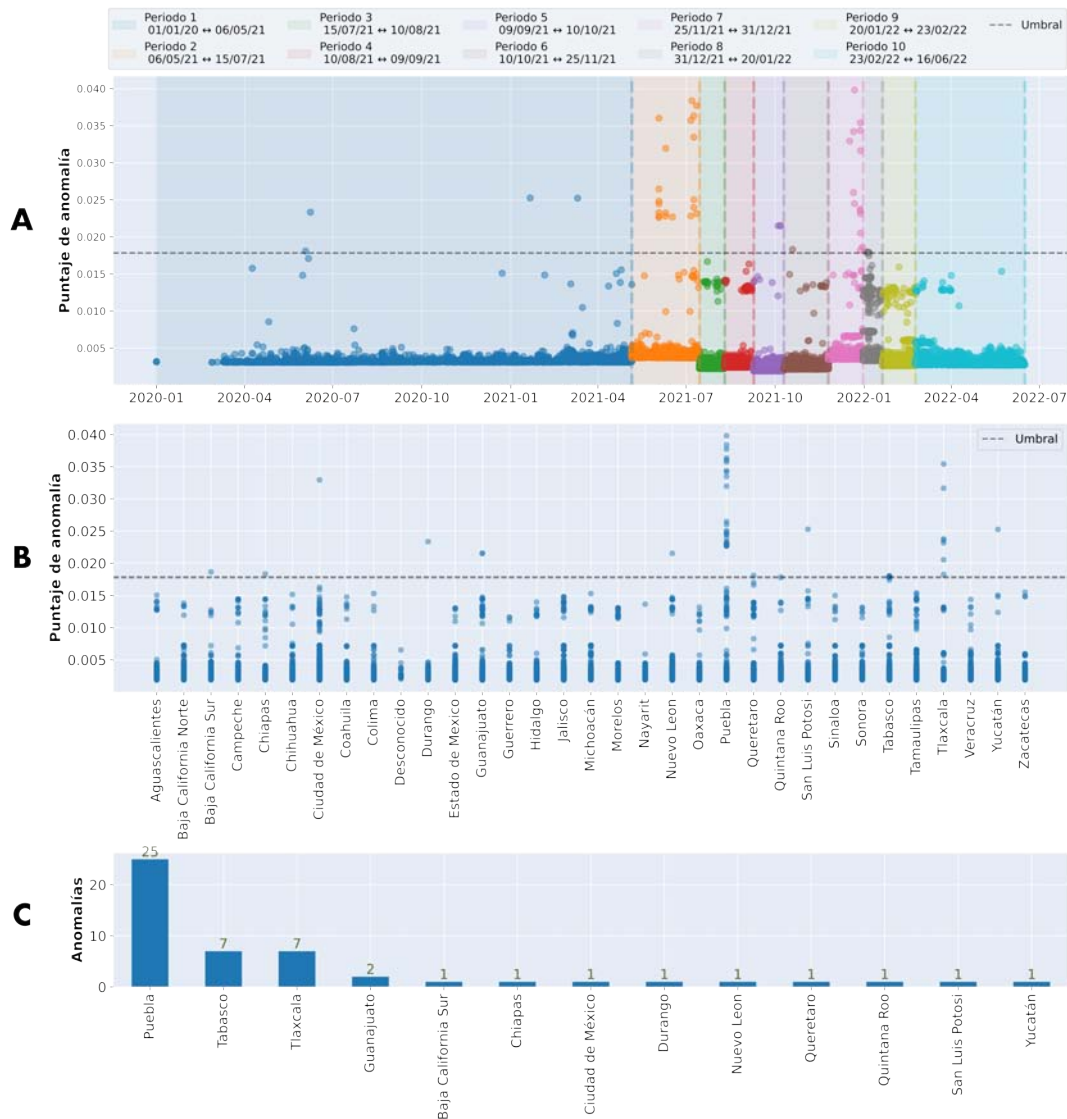 Periodo 1
01/01/20 ↔ 06/05/21
Periodo 2
06/05/21 ↔ 15/07/21
Periodo 3
15/07/21 ↔ 10/08/21
Periodo 4
10/08/21 ↔ 09/09/21
Periodo 5
09/09/21 ↔ 10/10/21
Periodo 6
10/10/21 ↔ 25/11/21
Periodo 7
25/11/21 ↔ 31/12/21
Periodo 8
31/12/21 ↔ 20/01/22
Periodo 9
20/01/22 ↔ 23/02/22
Periodo 10
23/02/22 ↔ 16/06/22
Umbral
A
Puntaje de anomalía
0.040
0.035
0.030
0.025
0.020
0.015
0.010
0.005
2020-01 2020-04 2020-07 2020-10 2021-01 2021-04 2021-07 2021-10 2022-01 2022-04 2022-07
B
Puntaje de anomalía
Umbral
0.040
0.035
0.030
0.025
0.020
0.015
0.010
0.005
Aguascalientes
Baja California Norte
Baja California Sur
Campeche
Chiapas
Chihuahua
Ciudad de México
Coahuila
Colima
Desconocido
Durango
Estado de Mexico
Guanajuato
Guerrero
Hidalgo
Jalisco
Michoacán
Morelos
Nayarit
Nuevo Leon
Oaxaca
Puebla
Queretaro
Quintana Roo
San Luis Potosi
Sinaloa
Sonora
Tabasco
Tamaulipas
Tlaxcala
Veracruz
Yucatán
Zacatecas
C
Anomalías
20
10
0
25
7
7
2
1
1
1
1
1
1
1
1
1
Puebla
Tabasco
Tlaxcala
Guanajuato
Baja California Sur
Chiapas
Ciudad de México
Durango
Nuevo Leon
Queretaro
Quintana Roo
San Luis Potosi
Yucatán